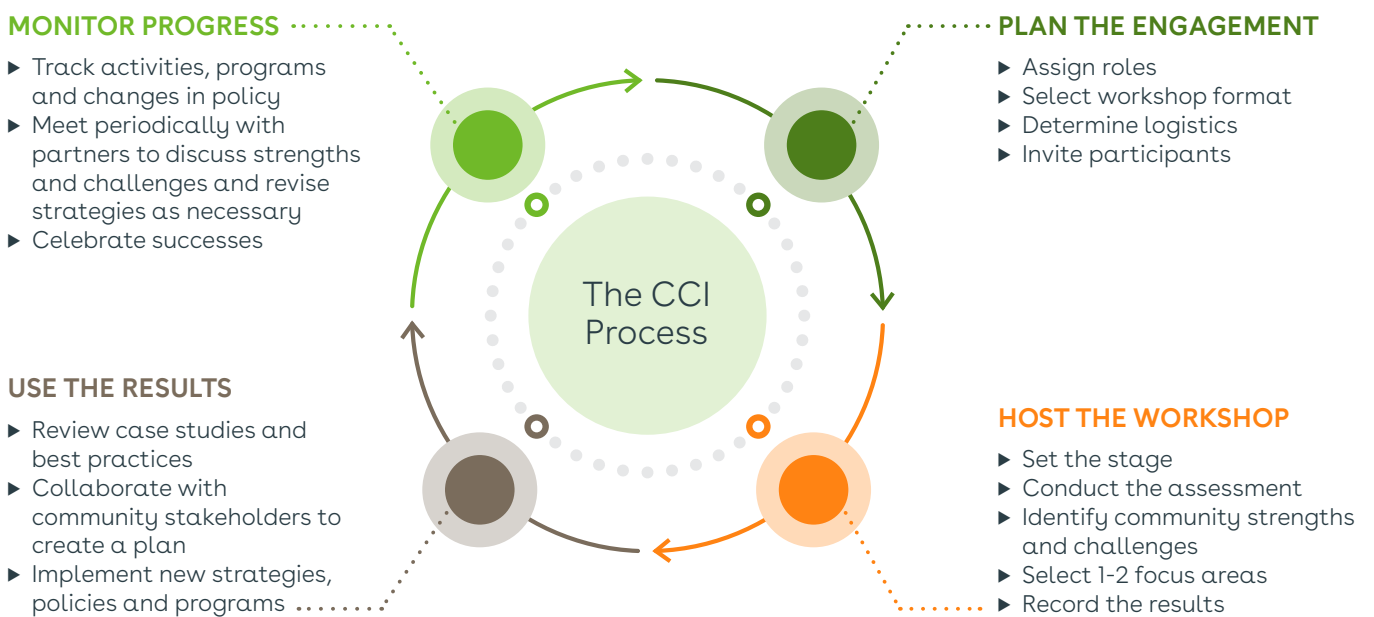 MONITOR PROGRESS
▶ Track activities, programs
and changes in policy
▶ Meet periodically with
partners to discuss strengths
and challenges and revise
strategies as necessary
▶ Celebrate successes
PLAN THE ENGAGEMENT
▶ Assign roles
▶ Select workshop format
▶ Determine logistics
▶ Invite participants
The CCI
Process
USE THE RESULTS
▶ Review case studies and
best practices
▶ Collaborate with
community stakeholders to
create a plan
▶ Implement new strategies,
policies and programs
HOST THE WORKSHOP
▶ Set the stage
▶ Conduct the assessment
▶ Identify community strengths
and challenges
▶ Select 1-2 focus areas
▶ Record the results